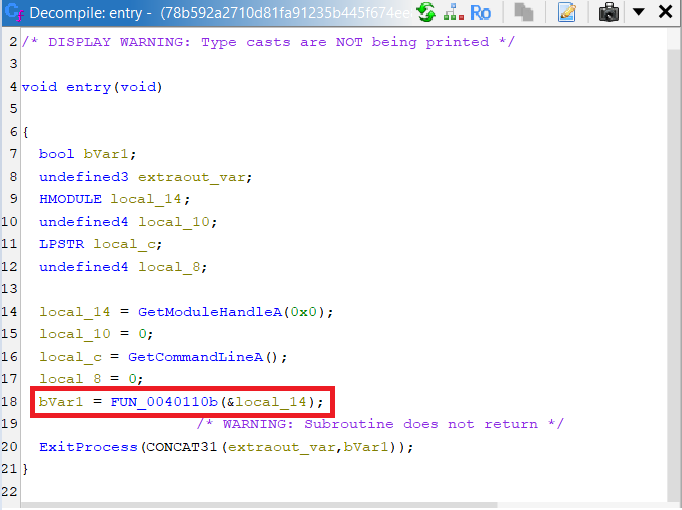 Decompile: entry - (78b592a2710d81fa91235b445f674ee Ro
2 /* DISPLAY WARNING: Type casts are NOT being printed */
3
4 void entry(void)
5
6 {
7 bool bVar1;
8 undefined3 extraout_var;
9 HMODULE local_14;
10 undefined4 local_10;
11 LPSTR local_c;
12 undefined4 local_8;
13
14 local_14 = GetModuleHandleA(0x0);
15 local_10 = 0;
16 local_c = GetCommandLineA();
17 local_8 = 0;
18 bVar1 = FUN_0040110b(&local_14);
19 /* WARNING: Subroutine does not return */
20 ExitProcess(CONCAT31(extraout_var,bVar1));
21 }
22